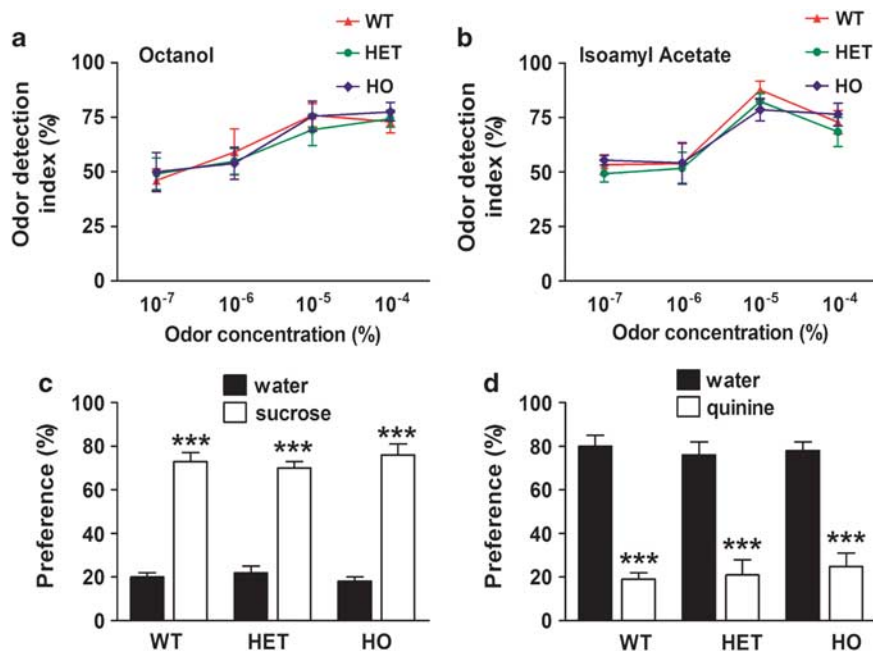 a
Octanol
WT
HET
HO
Odor detection
index (%)
100
75
50
25
0
10⁻⁷ 10⁻⁶ 10⁻⁵ 10⁻⁴
Odor concentration (%)
b
Isoamyl Acetate
WT
HET
HO
Odor detection
index (%)
100
75
50
25
0
10⁻⁷ 10⁻⁶ 10⁻⁵ 10⁻⁴
Odor concentration (%)
c
water
sucrose
Preference (%)
100
80
60
40
20
0
*** *** ***
WT HET HO
d
water
quinine
Preference (%)
100
80
60
40
20
0
*** *** ***
WT HET HO